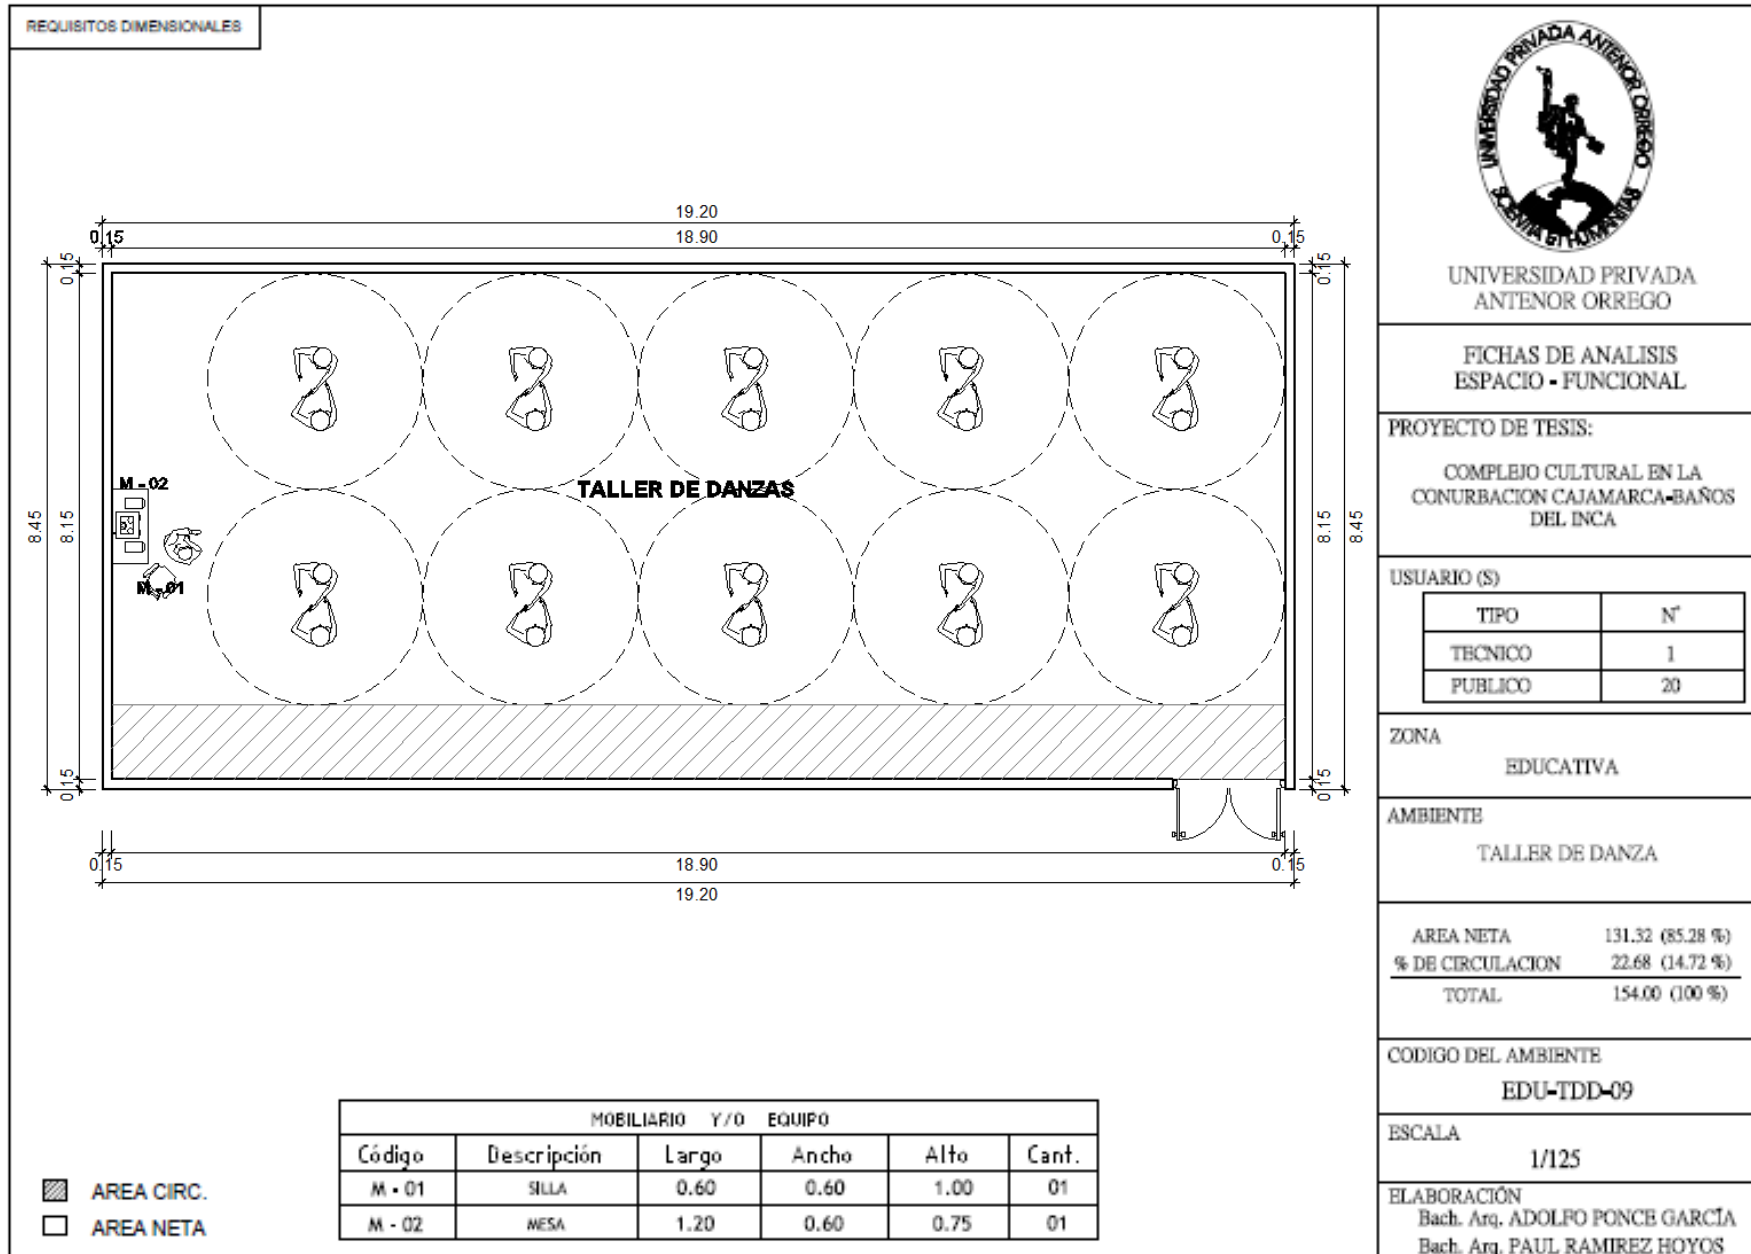 REQUISITOS DIMENSIONALES
19.20
0.15
18.90
0.15
0.15
0.15
8.45
8.15
8.15
8.45
0.15
0.15
M - 02
M - 01
TALLER DE DANZAS
0.15
18.90
0.15
19.20
AREA CIRC.
AREA NETA
MOBILIARIO Y/O EQUIPO
Código Descripción Largo Ancho Alto Cant.
M - 01 SILLA 0.60 0.60 1.00 01
M - 02 MESA 1.20 0.60 0.75 01
UNIVERSIDAD PRIVADA ANTENOR ORREGO
SCIENTIA ET HUMANITAS
UNIVERSIDAD PRIVADA
ANTENOR ORREGO
FICHAS DE ANALISIS
ESPACIO - FUNCIONAL
PROYECTO DE TESIS:
COMPLEJO CULTURAL EN LA
CONURBACION CAJAMARCA-BAÑOS
DEL INCA
USUARIO (S)
TIPO N°
TECNICO 1
PUBLICO 20
ZONA
EDUCATIVA
AMBIENTE
TALLER DE DANZA
AREA NETA 131.32 (85.28 %)
% DE CIRCULACION 22.68 (14.72 %)
TOTAL 154.00 (100 %)
CODIGO DEL AMBIENTE
EDU-TDD-09
ESCALA
1/125
ELABORACIÓN
Bach. Arq. ADOLFO PONCE GARCÍA
Bach. Arq. PAUL RAMIREZ HOYOS